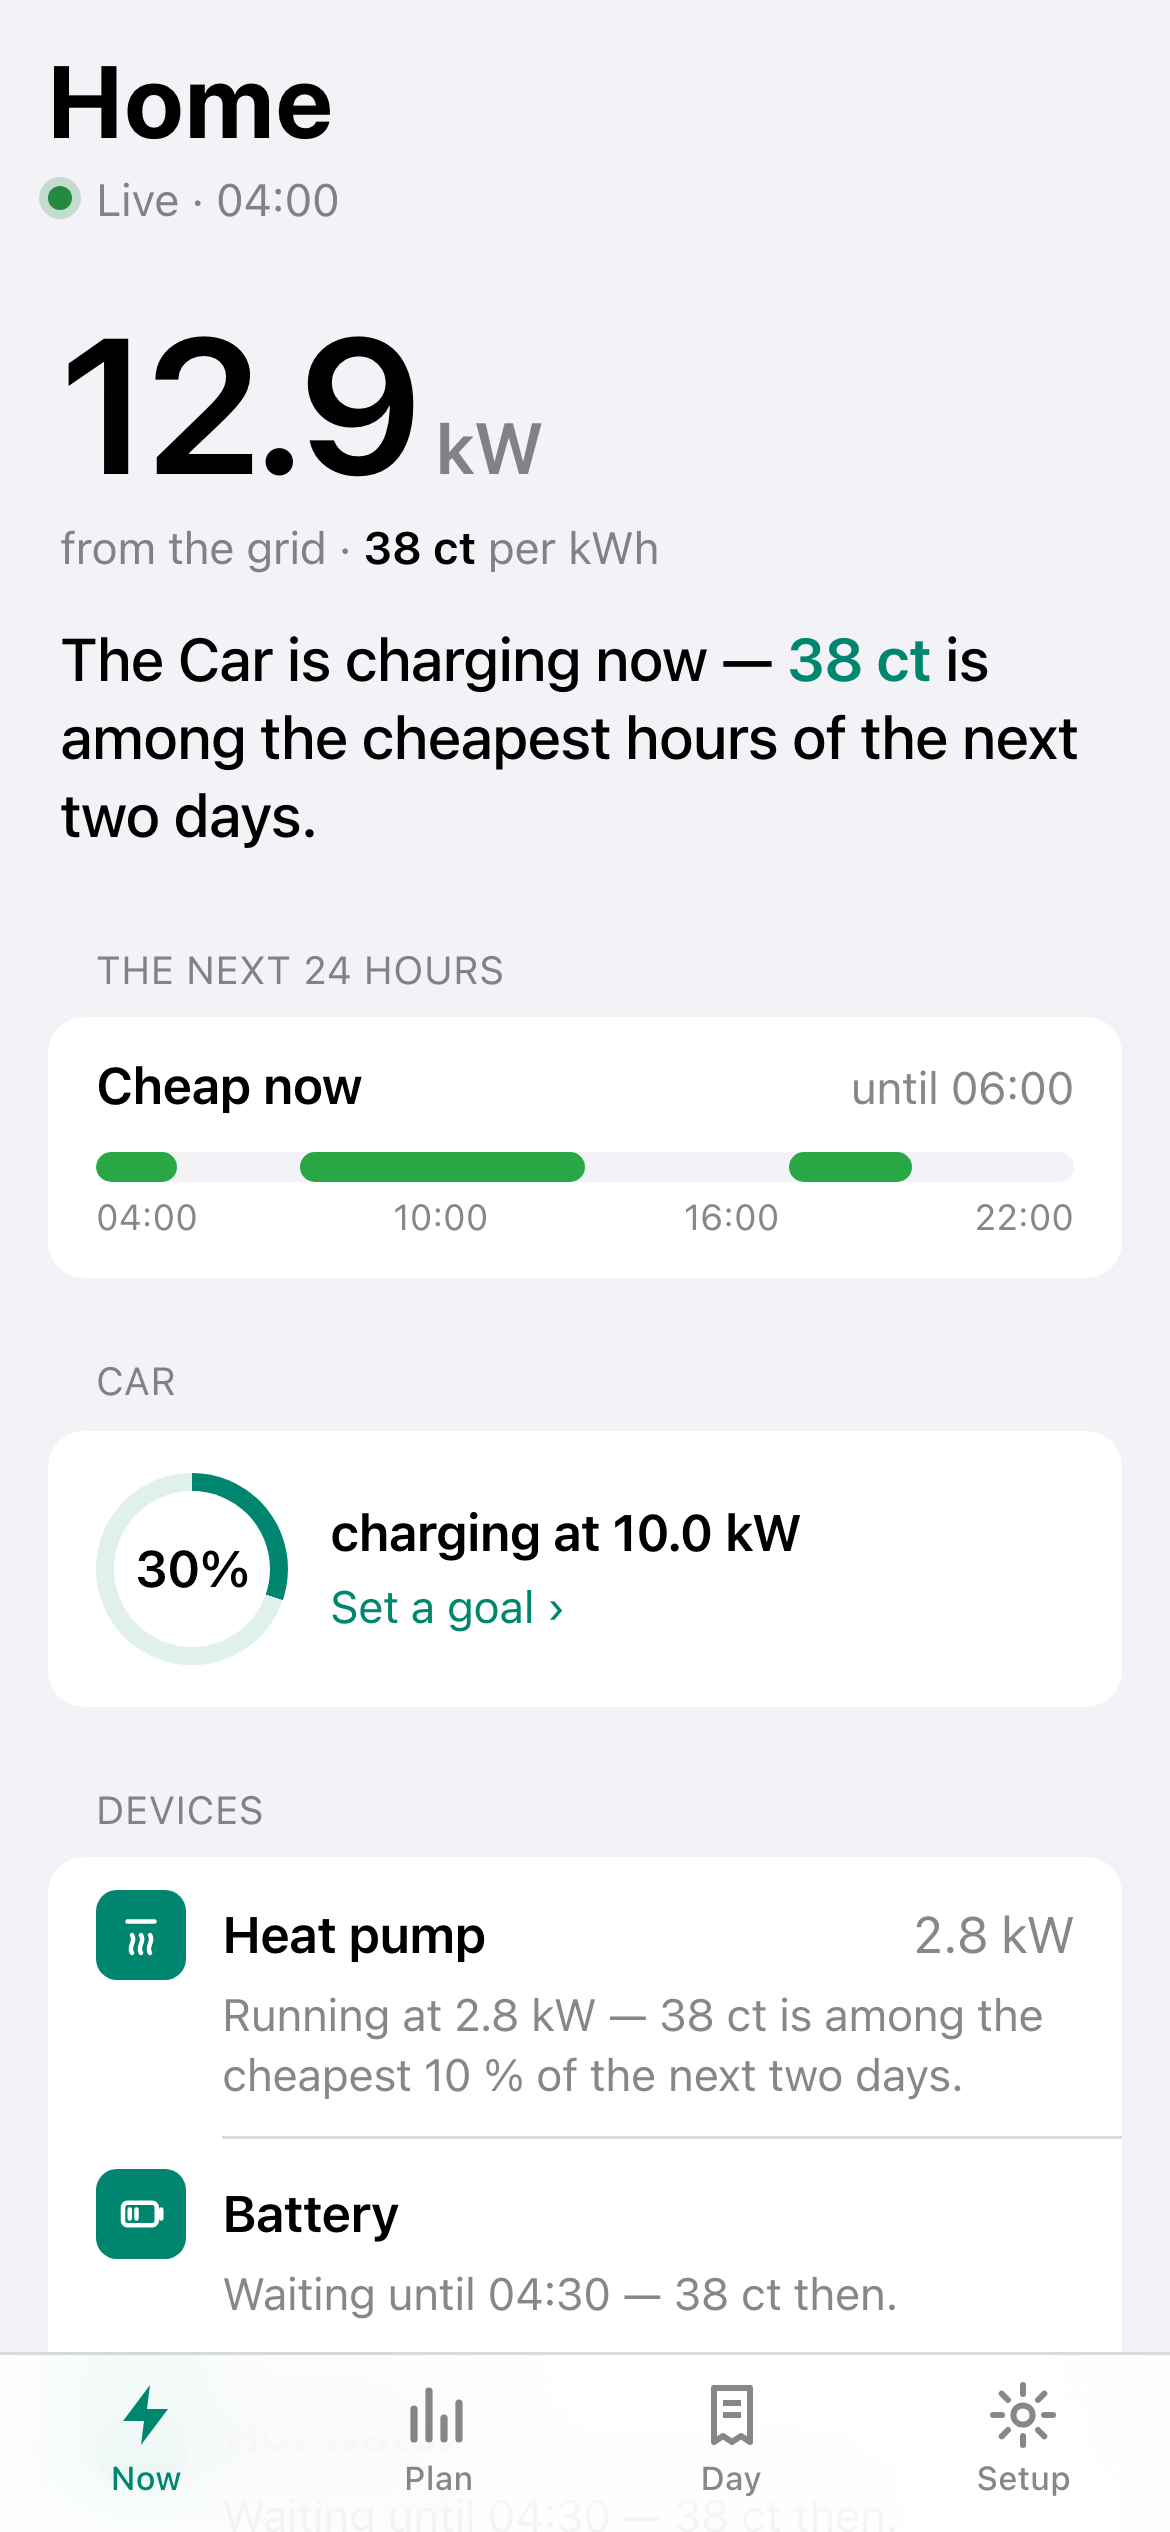 Home
Live · 04:00
12.9 kW
from the grid · 38 ct per kWh
The Car is charging now — 38 ct is
among the cheapest hours of the next
two days.
THE NEXT 24 HOURS
Cheap now
until 06:00
04:00 10:00 16:00 22:00
CAR
30%
charging at 10.0 kW
Set a goal ›
DEVICES
Heat pump
2.8 kW
Running at 2.8 kW — 38 ct is among the
cheapest 10 % of the next two days.
Battery
Waiting until 04:30 — 38 ct then.
Hot water
Waiting until 04:30 — 38 ct then.
Now Plan Day Setup